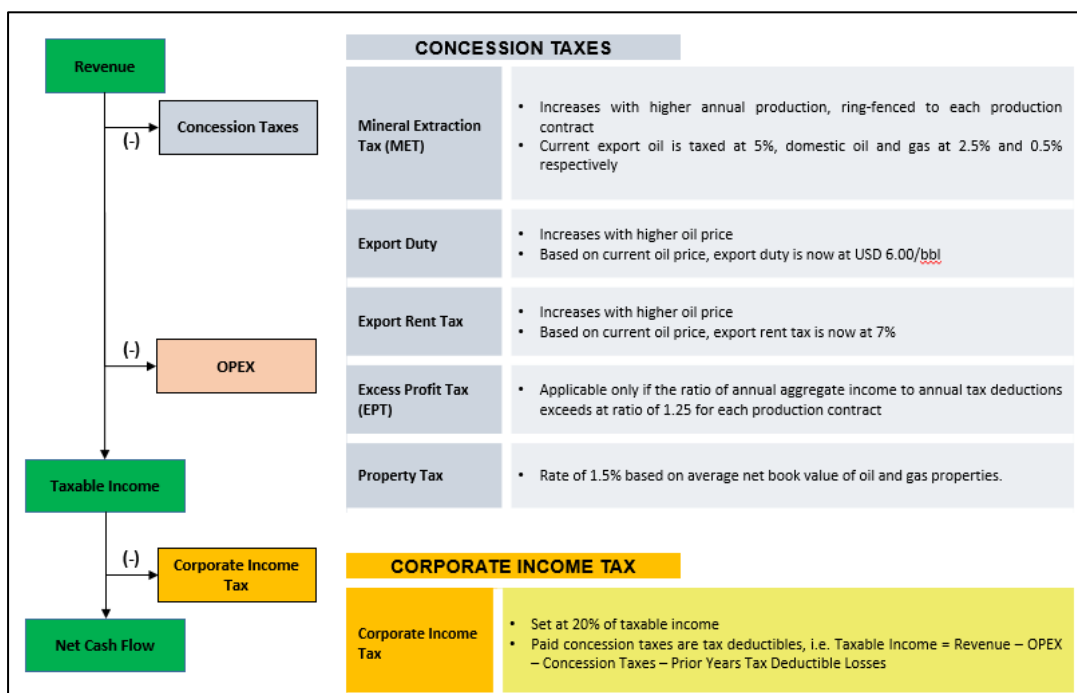 Revenue
(-)
Concession Taxes
(-)
OPEX
Taxable Income
(-)
Corporate Income
Tax
Net Cash Flow
CONCESSION TAXES
Mineral Extraction
Tax (MET)
• Increases with higher annual production, ring-fenced to each production
contract
• Current export oil is taxed at 5%, domestic oil and gas at 2.5% and 0.5%
respectively
Export Duty
• Increases with higher oil price
• Based on current oil price, export duty is now at USD 6.00/bbl
Export Rent Tax
• Increases with higher oil price
• Based on current oil price, export rent tax is now at 7%
Excess Profit Tax
(EPT)
• Applicable only if the ratio of annual aggregate income to annual tax deductions
exceeds at ratio of 1.25 for each production contract
Property Tax
• Rate of 1.5% based on average net book value of oil and gas properties.
CORPORATE INCOME TAX
Corporate Income
Tax
• Set at 20% of taxable income
• Paid concession taxes are tax deductibles, i.e. Taxable Income = Revenue – OPEX
– Concession Taxes – Prior Years Tax Deductible Losses